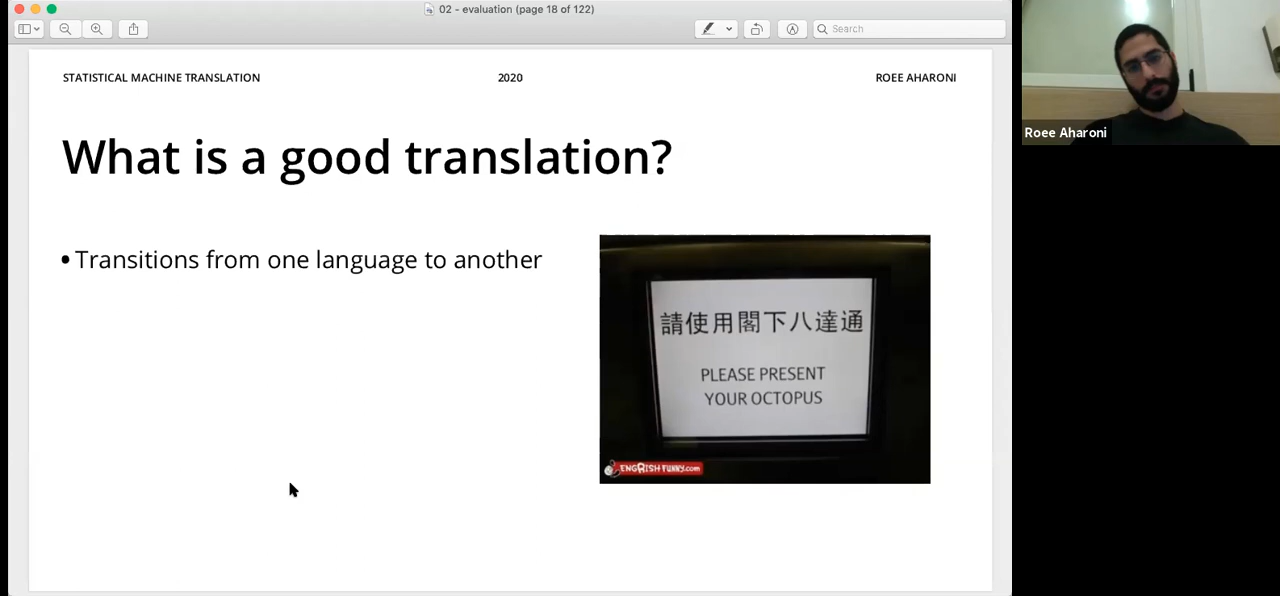 02 - evaluation (page 18 of 122)
Search
STATISTICAL MACHINE TRANSLATION 2020 ROEE AHARONI
What is a good translation?
• Transitions from one language to another
請使用閣下八達通
PLEASE PRESENT
YOUR OCTOPUS
ENGRISH-FUNNY.com
Roee Aharoni